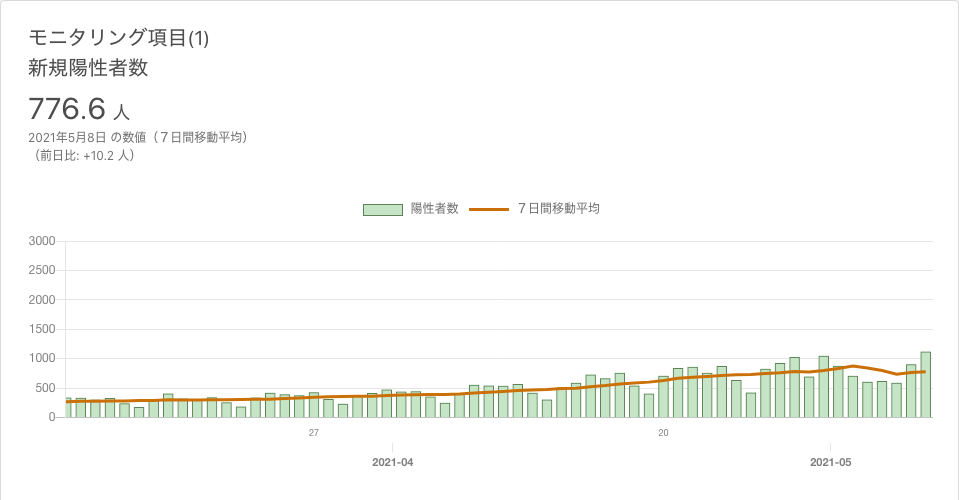 モニタリング項目(1)
新規陽性者数
776.6 人
2021年5月8日 の数値（７日間移動平均）
（前日比: +10.2 人）
陽性者数 ７日間移動平均
3000
2500
2000
1500
1000
500
0
27 20
2021-04 2021-05